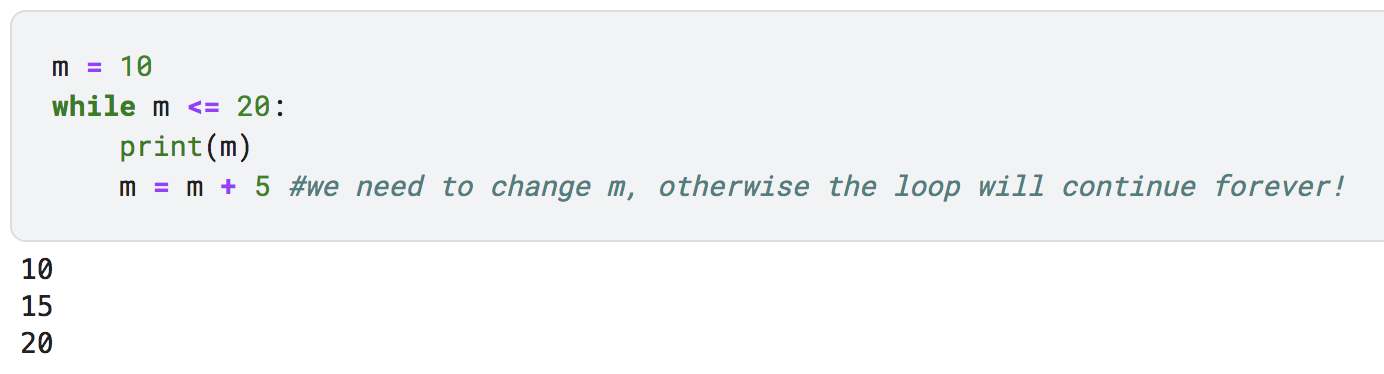 m = 10
while m <= 20:
    print(m)
    m = m + 5 #we need to change m, otherwise the loop will continue forever!
10
15
20